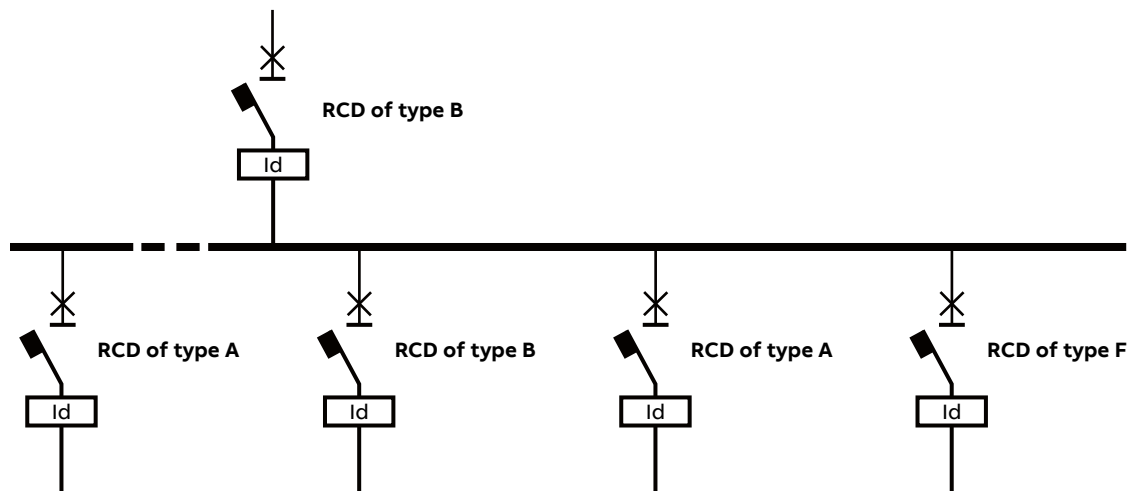 RCD of type B
Id
RCD of type A
RCD of type B
RCD of type A
RCD of type F
Id
Id
Id
Id